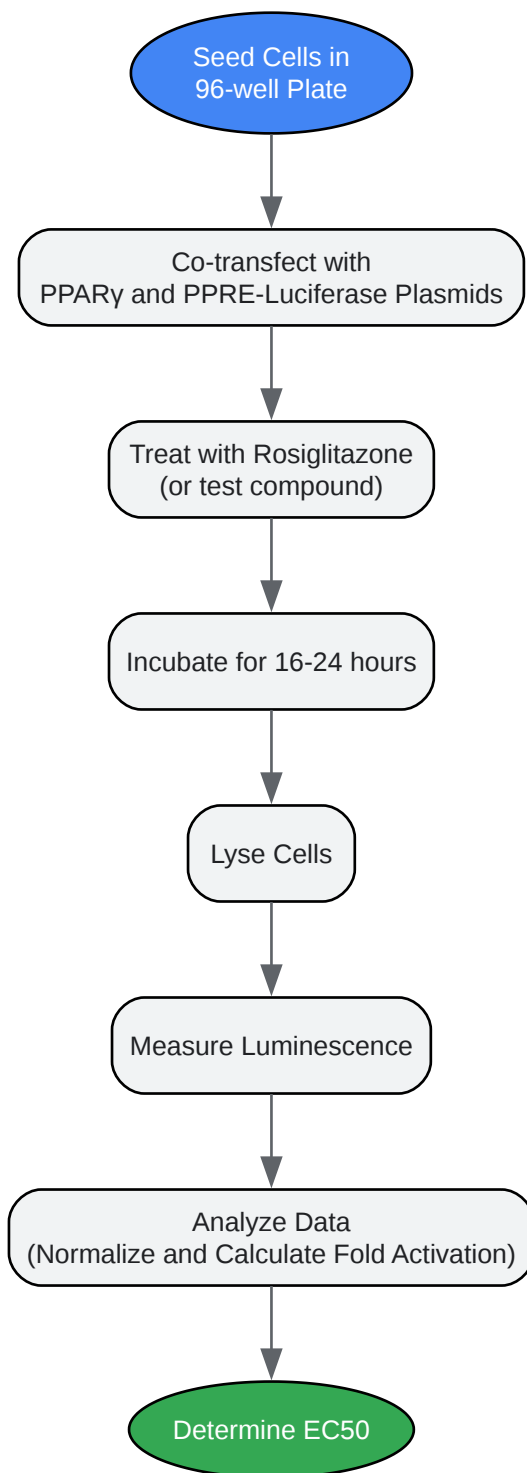 Seed Cells in
96-well Plate
Co-transfect with
PPARγ and PPRE-Luciferase Plasmids
Treat with Rosiglitazone
(or test compound)
Incubate for 16-24 hours
Lyse Cells
Measure Luminescence
Analyze Data
(Normalize and Calculate Fold Activation)
Determine EC50